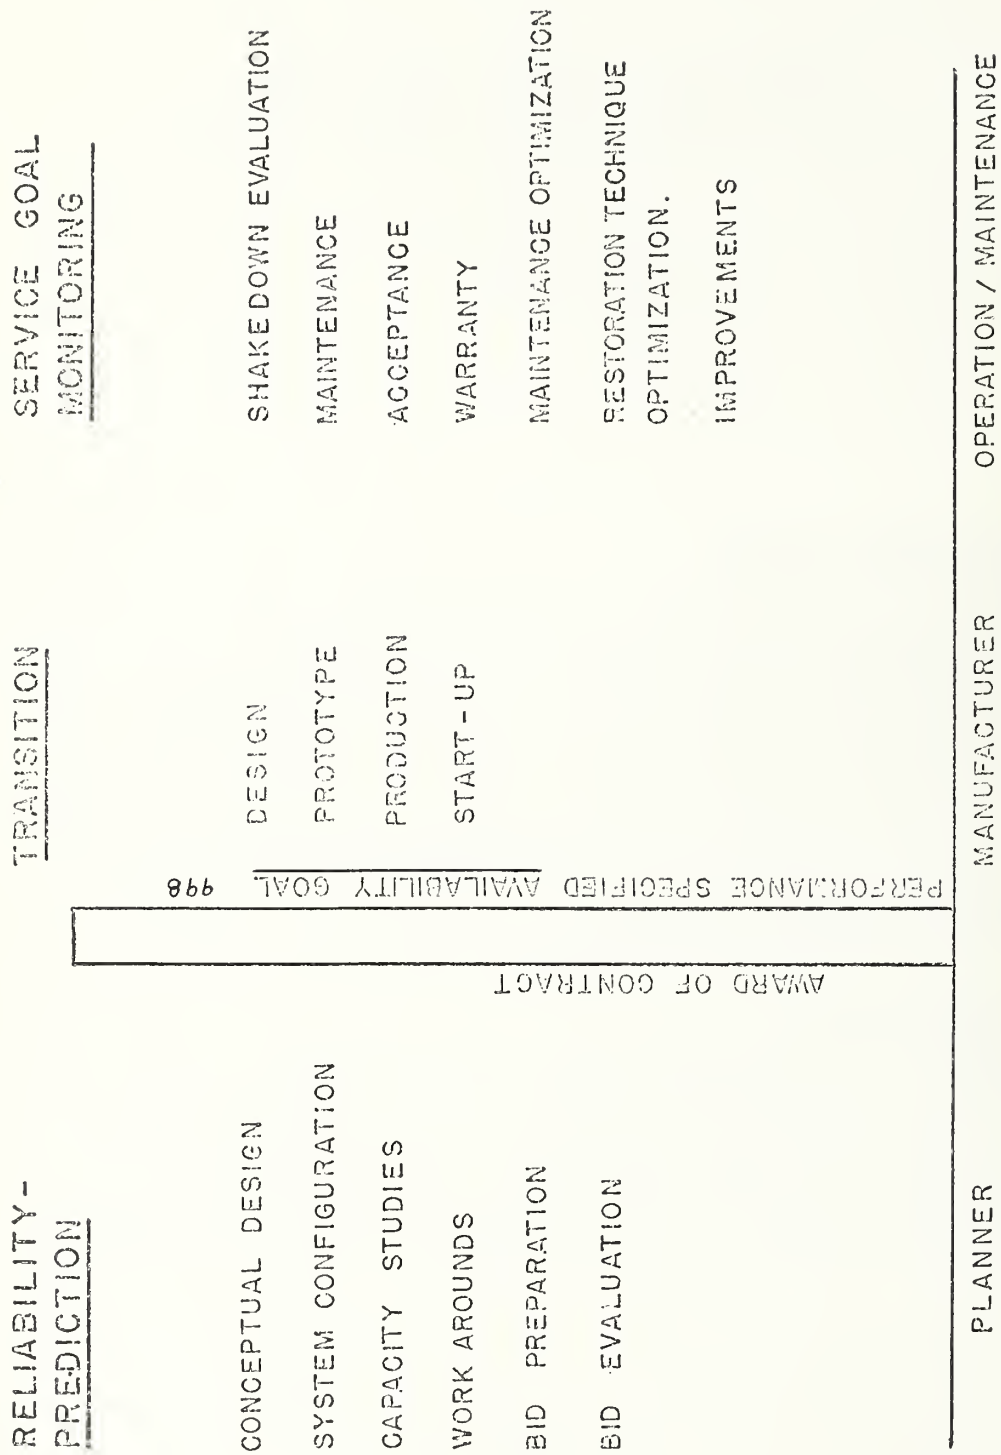 RELIABILITY-
PREDICTION
CONCEPTUAL DESIGN
SYSTEM CONFIGURATION
CAPACITY STUDIES
WORK AROUNDS
BID PREPARATION
BID EVALUATION
PLANNER
AWARD OF CONTRACT
PERFORMANCE SPECIFIED AVAILABILITY GOAL 998
TRANSITION
DESIGN
PROTOTYPE
PRODUCTION
START-UP
MANUFACTURER
SERVICE GOAL
MONITORING
SHAKEDOWN EVALUATION
MAINTENANCE
ACCEPTANCE
WARRANTY
MAINTENANCE OPTIMIZATION
RESTORATION TECHNIQUE
OPTIMIZATION.
IMPROVEMENTS
OPERATION / MAINTENANCE